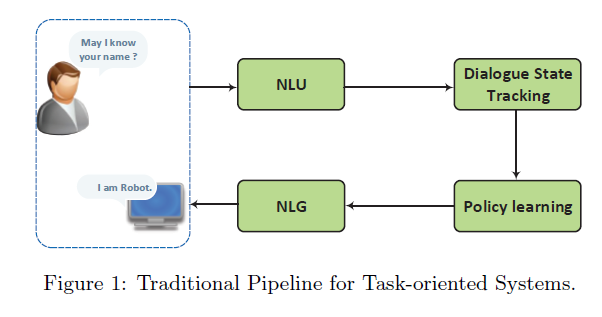 May I know
your name ?
NLU
Dialogue State
Tracking
I am Robot.
NLG
Policy learning
Figure 1: Traditional Pipeline for Task-oriented Systems.